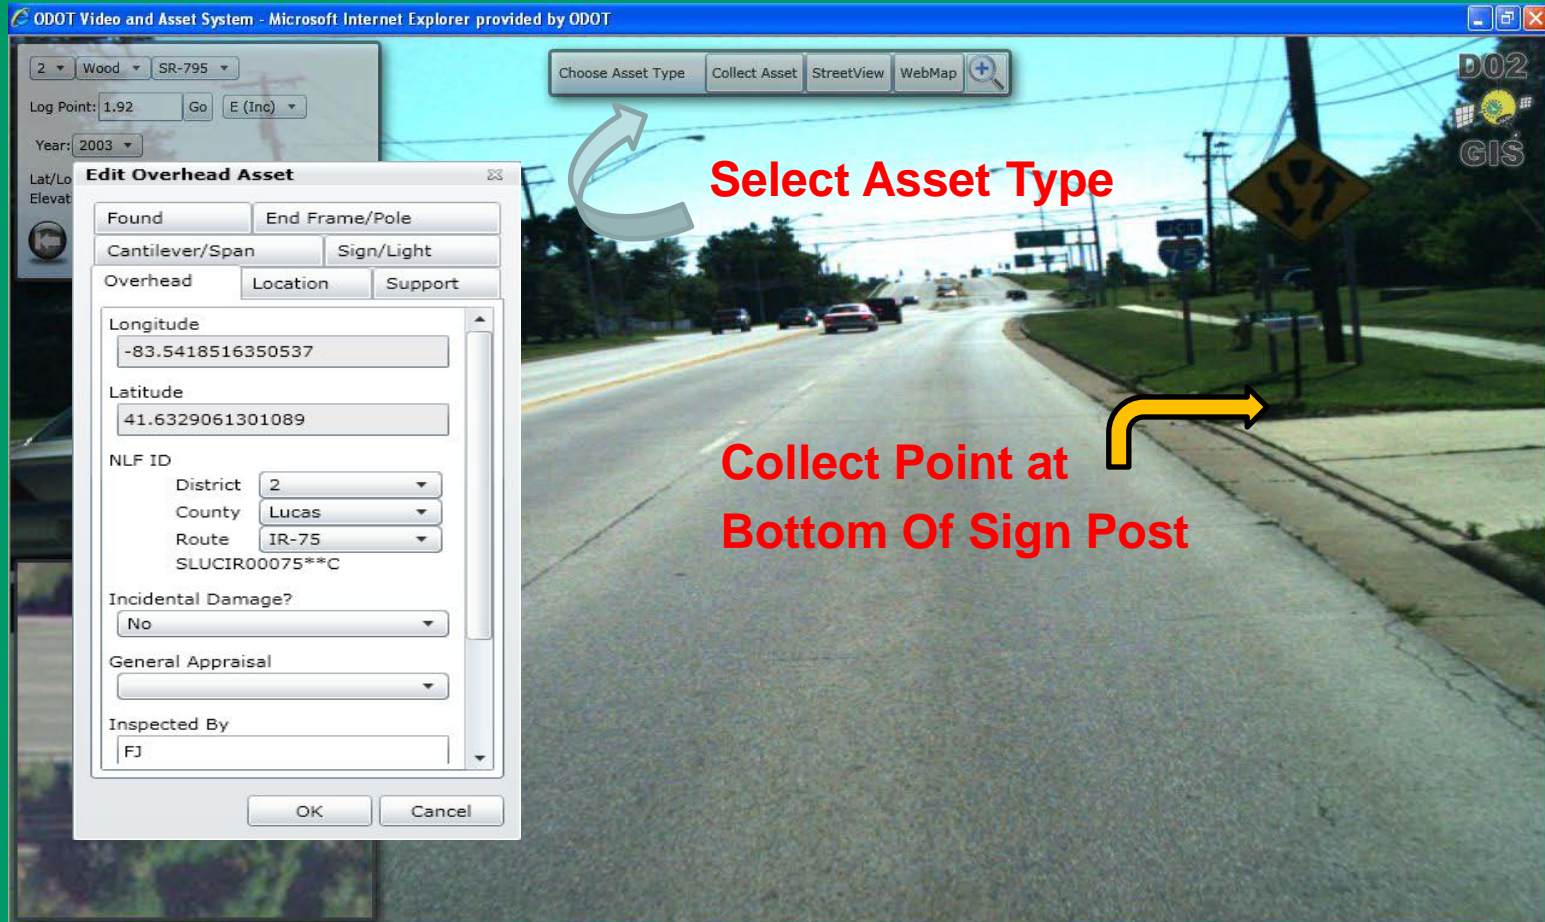 ODOT Video and Asset System - Microsoft Internet Explorer provided by ODOT
2 Wood SR-795
Log Point: 1.92 Go E (Inc)
Year: 2003
Lat/Lo
Elevat
Choose Asset Type Collect Asset StreetView WebMap
D02
GIS
Select Asset Type
Edit Overhead Asset
Found End Frame/Pole
Cantilever/Span Sign/Light
Overhead Location Support
Longitude
-83.5418516350537
Latitude
41.6329061301089
NLF ID
District 2
County Lucas
Route IR-75
SLUCIR00075**C
Incidental Damage?
No
General Appraisal
Inspected By
FJ
OK Cancel
75
Collect Point at
Bottom Of Sign Post